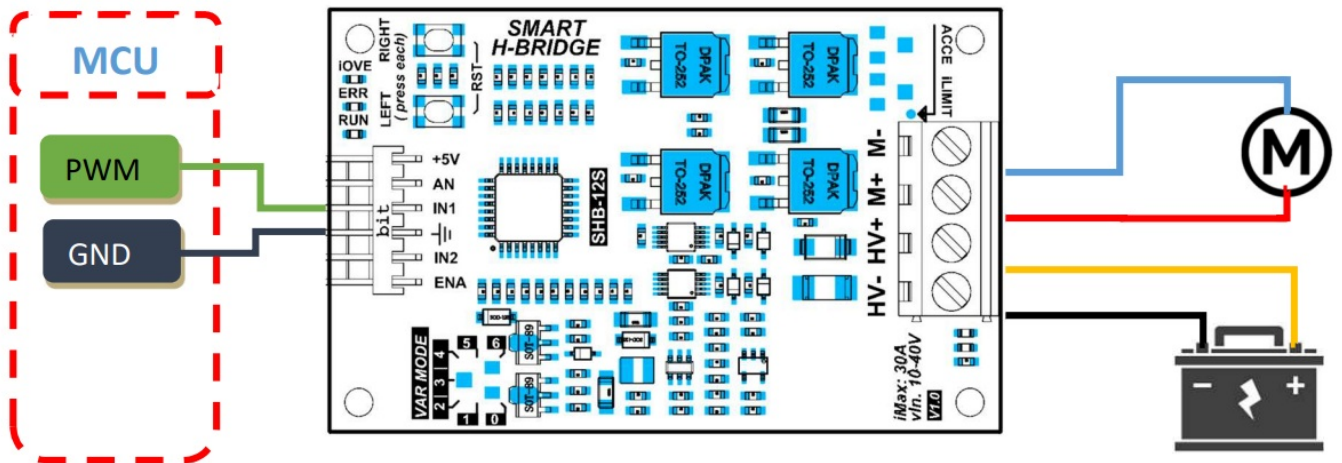 MCU
PWM
GND
SMART
H-BRIDGE
RIGHT
LEFT
( press each)
RST
iOVE
ERR
RUN
+5V
AN
IN1
IN2
ENA
bit
SHB-12S
DPAK
TO-252
DPAK
TO-252
DPAK
TO-252
DPAK
TO-252
ACCE
iLIMIT
M-
M+
HV+
HV-
VAR MODE
2 3 4
5 6
1 0
SOT-89
SOT-89
iMax: 30A
vIn. 10-40V
V1.0
M
− +